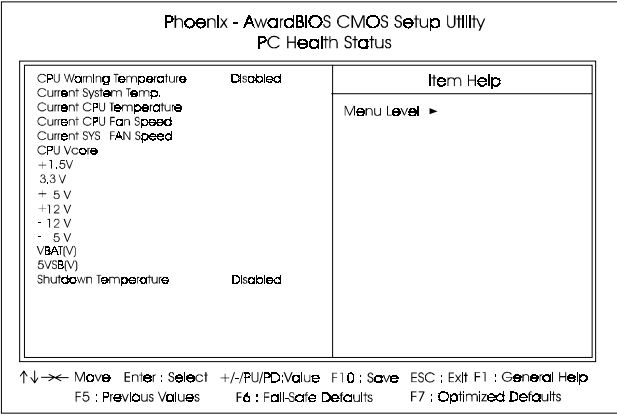 Phoenix - AwardBIOS CMOS Setup Utility
PC Health Status
CPU Warning Temperature Disabled
Current System Temp.
Current CPU Temperature
Current CPU Fan Speed
Current SYS FAN Speed
CPU Vcore
+1.5V
3.3 V
+ 5 V
+12 V
- 12 V
- 5 V
VBAT(V)
5VSB(V)
Shutdown Temperature Disabled
Item Help
Menu Level ►
↑↓→← Move Enter : Select +/-/PU/PD:Value F10 : Save ESC : Exit F1 : General Help
F5 : Previous Values F6 : Fail-Safe Defaults F7 : Optimized Defaults